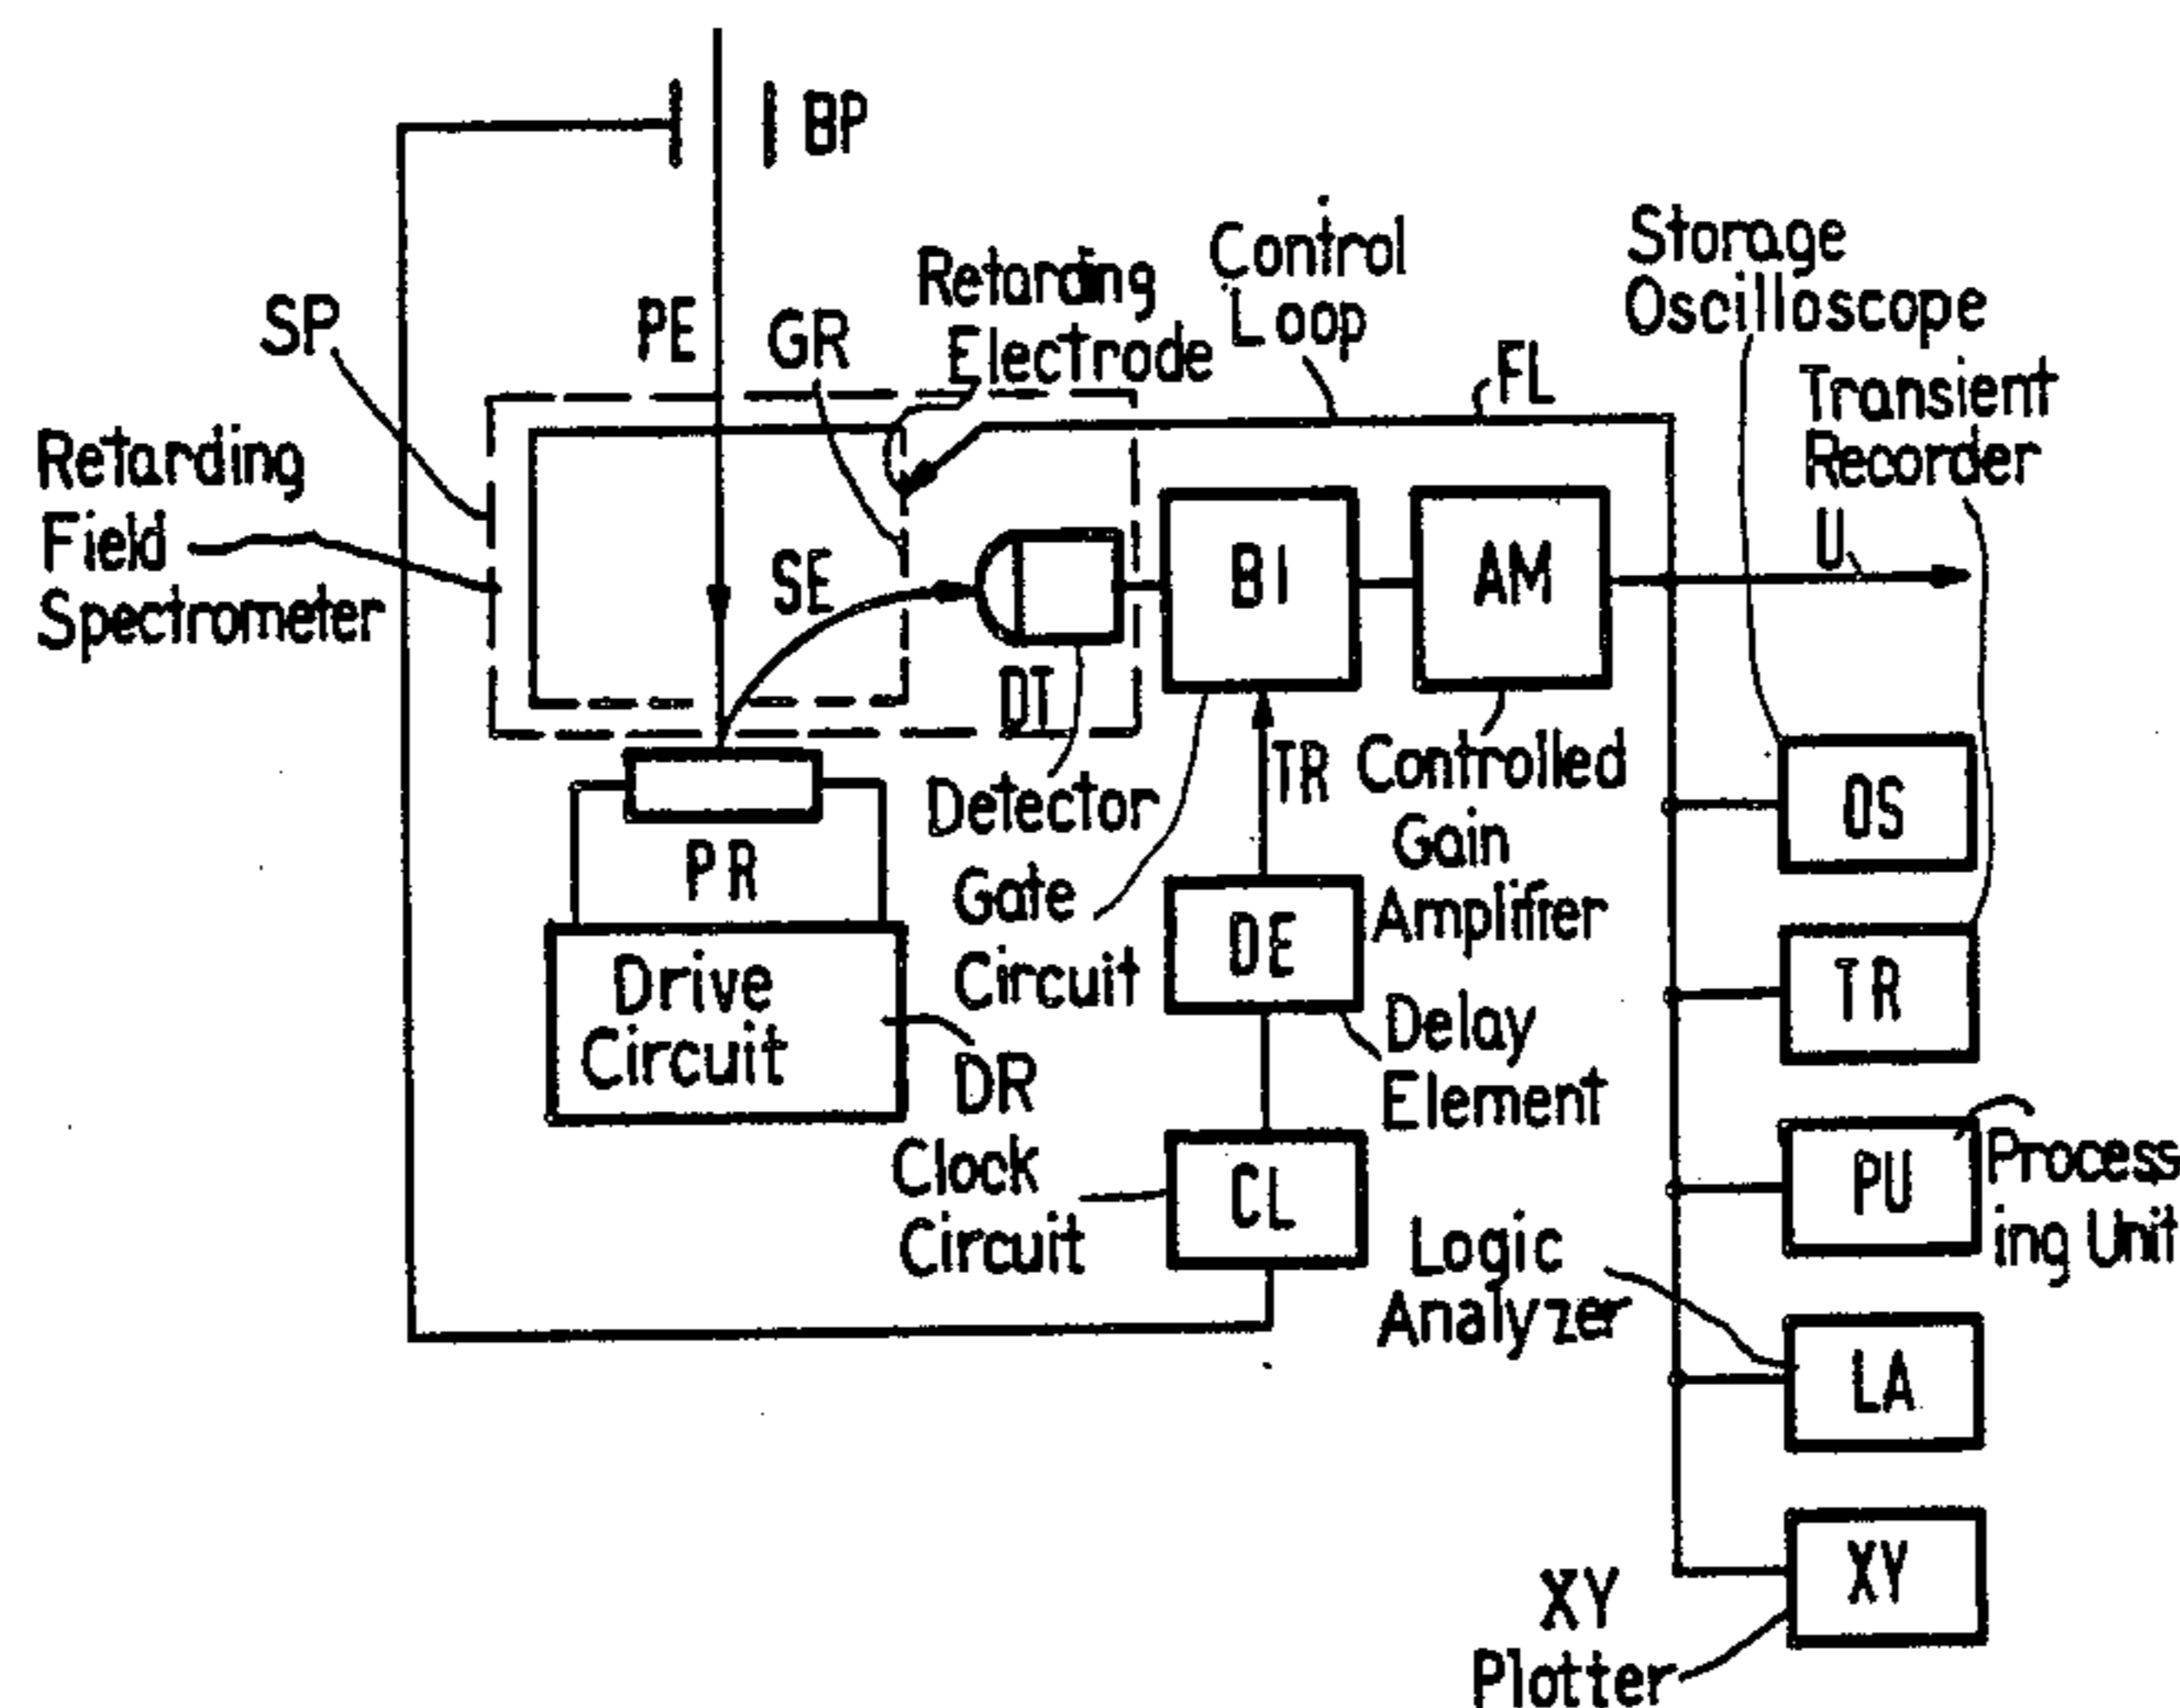 BP
Storage
Oscilloscope
Control
Loop
Retarding
Electrode
SP
PE
GR
FL
Transient
Recorder
U
Retarding
Field
Spectrometer
SE
BI
AM
DT
TR
Controlled
Gain
Amplifier
Detector
OS
PR
Gate
Circuit
DE
TR
Drive
Circuit
DR
Delay
Element
Clock
Circuit
CL
PU
Process
ing Unit
Logic
Analyzer
LA
XY
XY
Plotter